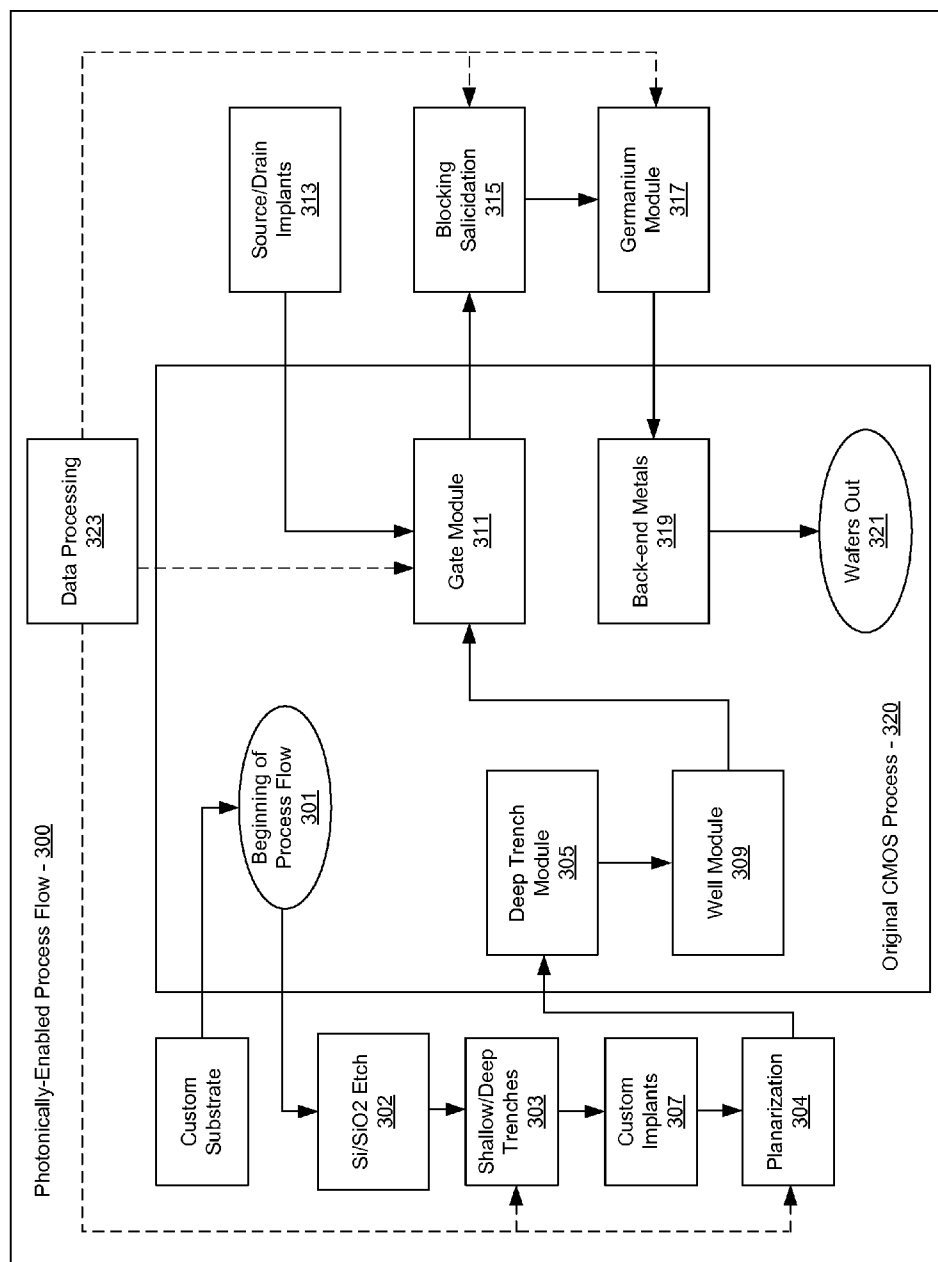 Photonically-Enabled Process Flow - 300
Data Processing
323
Custom
Substrate
Beginning of
Process Flow
301
Source/Drain
Implants
313
Si/SiO2 Etch
302
Shallow/Deep
Trenches
303
Custom
Implants
307
Planarization
304
Deep Trench
Module
305
Well Module
309
Gate Module
311
Blocking
Salicidation
315
Germanium
Module
317
Back-end Metals
319
Wafers Out
321
Original CMOS Process - 320